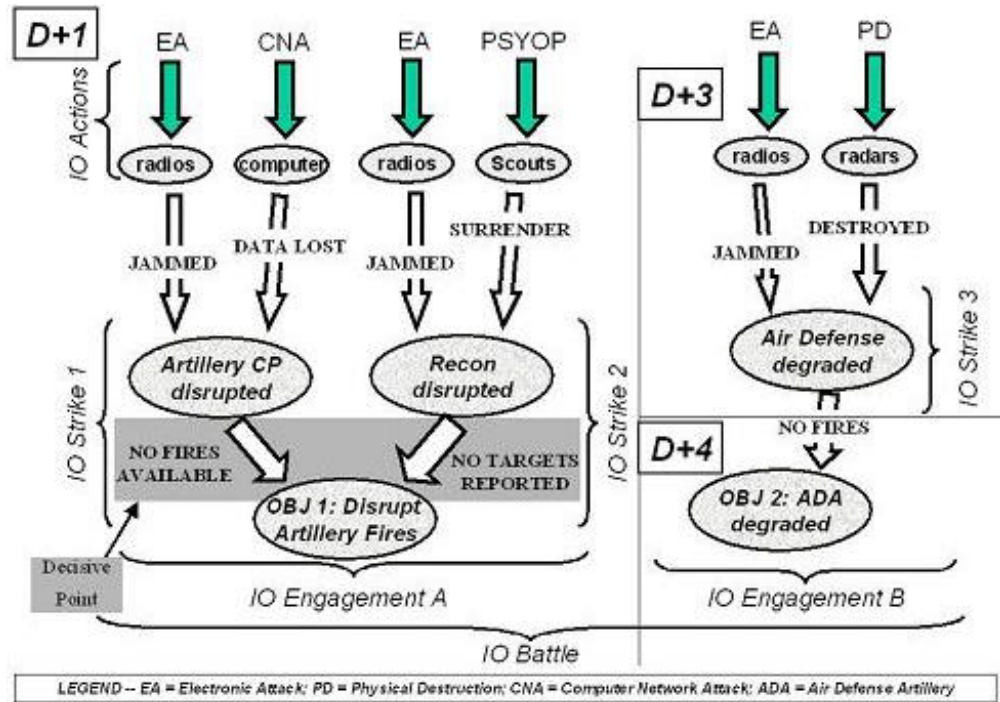 D+1
EA
CNA
EA
PSYOP
EA
PD
D+3
IO Actions
radios
computer
radios
Scouts
radios
radars
JAMMED
DATA LOST
JAMMED
SURRENDER
JAMMED
DESTROYED
IO Strike 1
Artillery CP
disrupted
Recon
disrupted
IO Strike 2
Air Defense
degraded
IO Strike 3
NO FIRES
AVAILABLE
NO TARGETS
REPORTED
OBJ 1: Disrupt
Artillery Fires
D+4
NO FIRES
OBJ 2: ADA
degraded
Decisive
Point
IO Engagement A
IO Engagement B
IO Battle
LEGEND -- EA = Electronic Attack; PD = Physical Destruction; CNA = Computer Network Attack; ADA = Air Defense Artillery